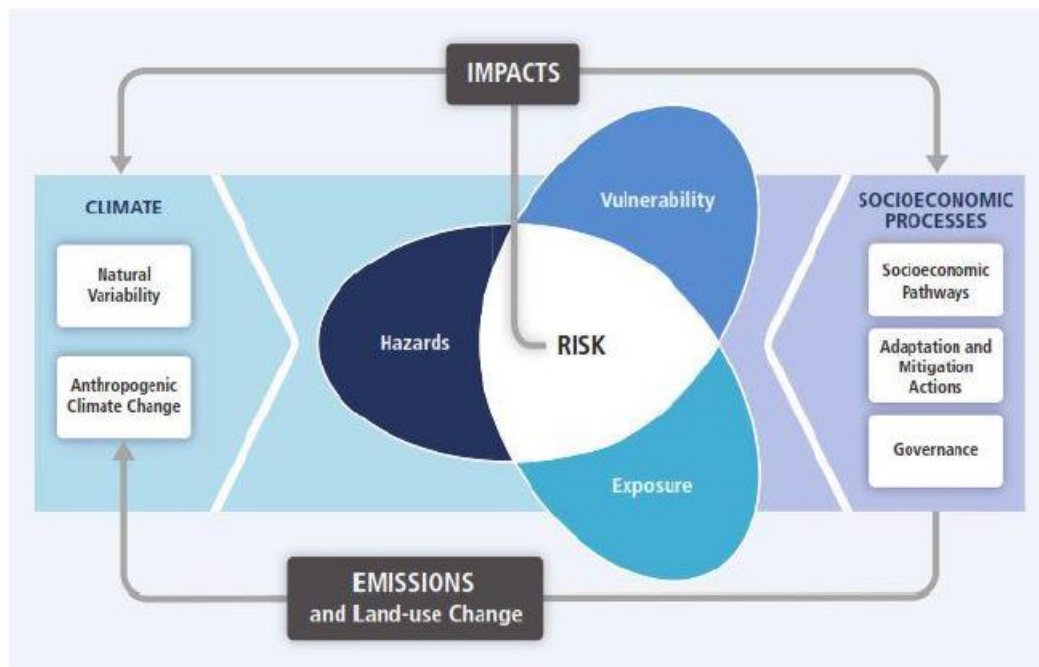 IMPACTS
CLIMATE
Natural
Variability
Anthropogenic
Climate Change
Vulnerability
Hazards
RISK
Exposure
SOCIOECONOMIC
PROCESSES
Socioeconomic
Pathways
Adaptation and
Mitigation
Actions
Governance
EMISSIONS
and Land-use Change